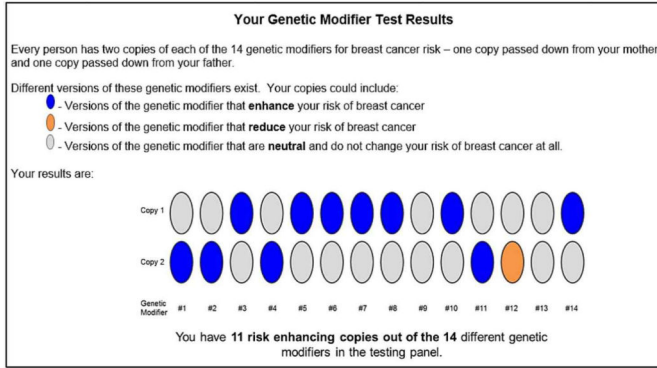 Your Genetic Modifier Test Results
Every person has two copies of each of the 14 genetic modifiers for breast cancer risk – one copy passed down from your mother
and one copy passed down from your father.
Different versions of these genetic modifiers exist. Your copies could include:
- Versions of the genetic modifier that enhance your risk of breast cancer
- Versions of the genetic modifier that reduce your risk of breast cancer
- Versions of the genetic modifier that are neutral and do not change your risk of breast cancer at all.
Your results are:
Copy 1
Copy 2
Genetic
Modifier #1 #2 #3 #4 #5 #6 #7 #8 #9 #10 #11 #12 #13 #14
You have 11 risk enhancing copies out of the 14 different genetic
modifiers in the testing panel.